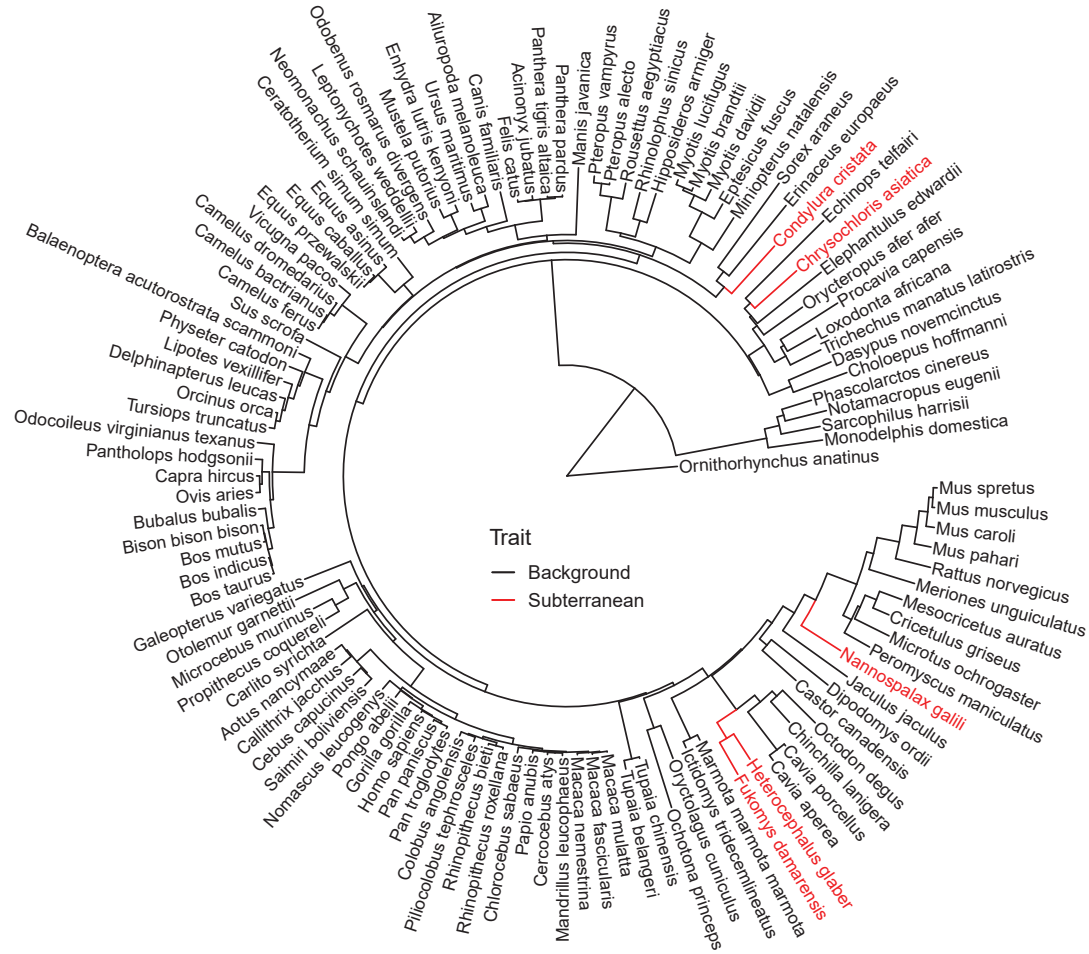 Odobenus rosmarus divergens
Neomonachus schauinslandi
Leptonychotes weddellii
Ceratotherium simum simum
Enhydra lutris kenyoni
Mustela putorius
Ursus maritimus
Ailuropoda melanoleuca
Canis familiaris
Felis catus
Acinonyx jubatus
Panthera tigris altaica
Panthera pardus
Manis javanica
Pteropus vampyrus
Pteropus alecto
Rousettus aegyptiacus
Rhinolophus sinicus
Hipposideros armiger
Myotis lucifugus
Myotis brandtii
Myotis davidii
Eptesicus fuscus
Miniopterus natalensis
Sorex araneus
Erinaceus europaeus
Condylura cristata
Echinops telfairi
Chrysochloris asiatica
Elephantulus edwardii
Orycteropus afer afer
Procavia capensis
Loxodonta africana
Trichechus manatus latirostris
Dasypus novemcinctus
Choloepus hoffmanni
Phascolarctos cinereus
Notamacropus eugenii
Sarcophilus harrisii
Monodelphis domestica
Ornithorhynchus anatinus
Equus asinus
Equus caballus
Equus przewalskii
Vicugna pacos
Camelus dromedarius
Camelus bactrianus
Camelus ferus
Sus scrofa
Balaenoptera acutorostrata scammoni
Physeter catodon
Lipotes vexillifer
Delphinapterus leucas
Orcinus orca
Tursiops truncatus
Odocoileus virginianus texanus
Pantholops hodgsonii
Capra hircus
Ovis aries
Bubalus bubalis
Bison bison bison
Bos mutus
Bos indicus
Bos taurus
Galeopterus variegatus
Otolemur garnettii
Microcebus murinus
Propithecus coquereli
Carlito syrichta
Aotus nancymaae
Callithrix jacchus
Cebus capucinus
Saimiri boliviensis
Nomascus leucogenys
Pongo abelii
Gorilla gorilla
Homo sapiens
Pan paniscus
Pan troglodytes
Colobus angolensis
Piliocolobus tephrosceles
Rhinopithecus bieti
Rhinopithecus roxellana
Chlorocebus sabaeus
Papio anubis
Cercocebus atys
Manprillus leucophaeus
Macaca nemestrina
Macaca fascicularis
Macaca mulatta
Tupaia chinensis
Tupaia belangeri
Ochotona princeps
Oryctolagus cuniculus
Ictidomys tridecemlineatus
Marmota marmota marmota
Fukomys damarensis
Heterocephalus glaber
Cavia aperea
Cavia porcellus
Chinchilla lanigera
Octodon degus
Castor canadensis
Dipodomys ordii
Jaculus jaculus
Nannospalax galili
Peromyscus maniculatus
Microtus ochrogaster
Cricetulus griseus
Mesocricetus auratus
Meriones unguiculatus
Rattus norvegicus
Mus pahari
Mus caroli
Mus musculus
Mus spretus
Trait
Background
Subterranean